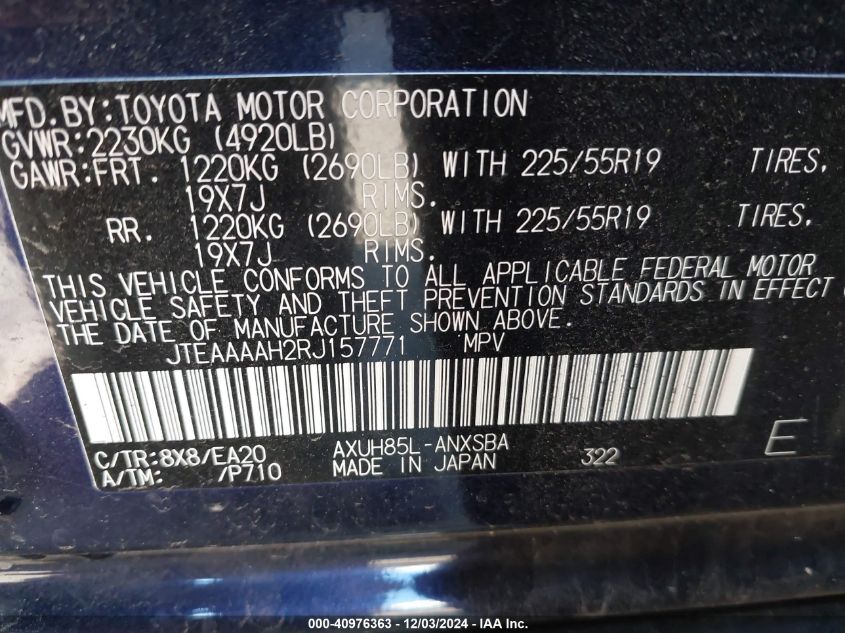 MFD. BY: TOYOTA MOTOR CORPORATION
GVWR: 2230KG (4920LB)
GAWR: FRT. 1220KG (2690LB) WITH 225/55R19 TIRES.
19X7J RIMS.
RR. 1220KG (2690LB) WITH 225/55R19 TIRES.
19X7J RIMS.
THIS VEHICLE CONFORMS TO ALL APPLICABLE FEDERAL MOTOR
VEHICLE SAFETY AND THEFT PREVENTION STANDARDS IN EFFECT
THE DATE OF MANUFACTURE SHOWN ABOVE.
JTEAAAAH2RJ157771 MPV
C/TR: 8X8/EA20 AXUH85L-ANXSBA 322 E
A/TM: /P710 MADE IN JAPAN
000-40976363 - 12/03/2024 - IAA Inc.